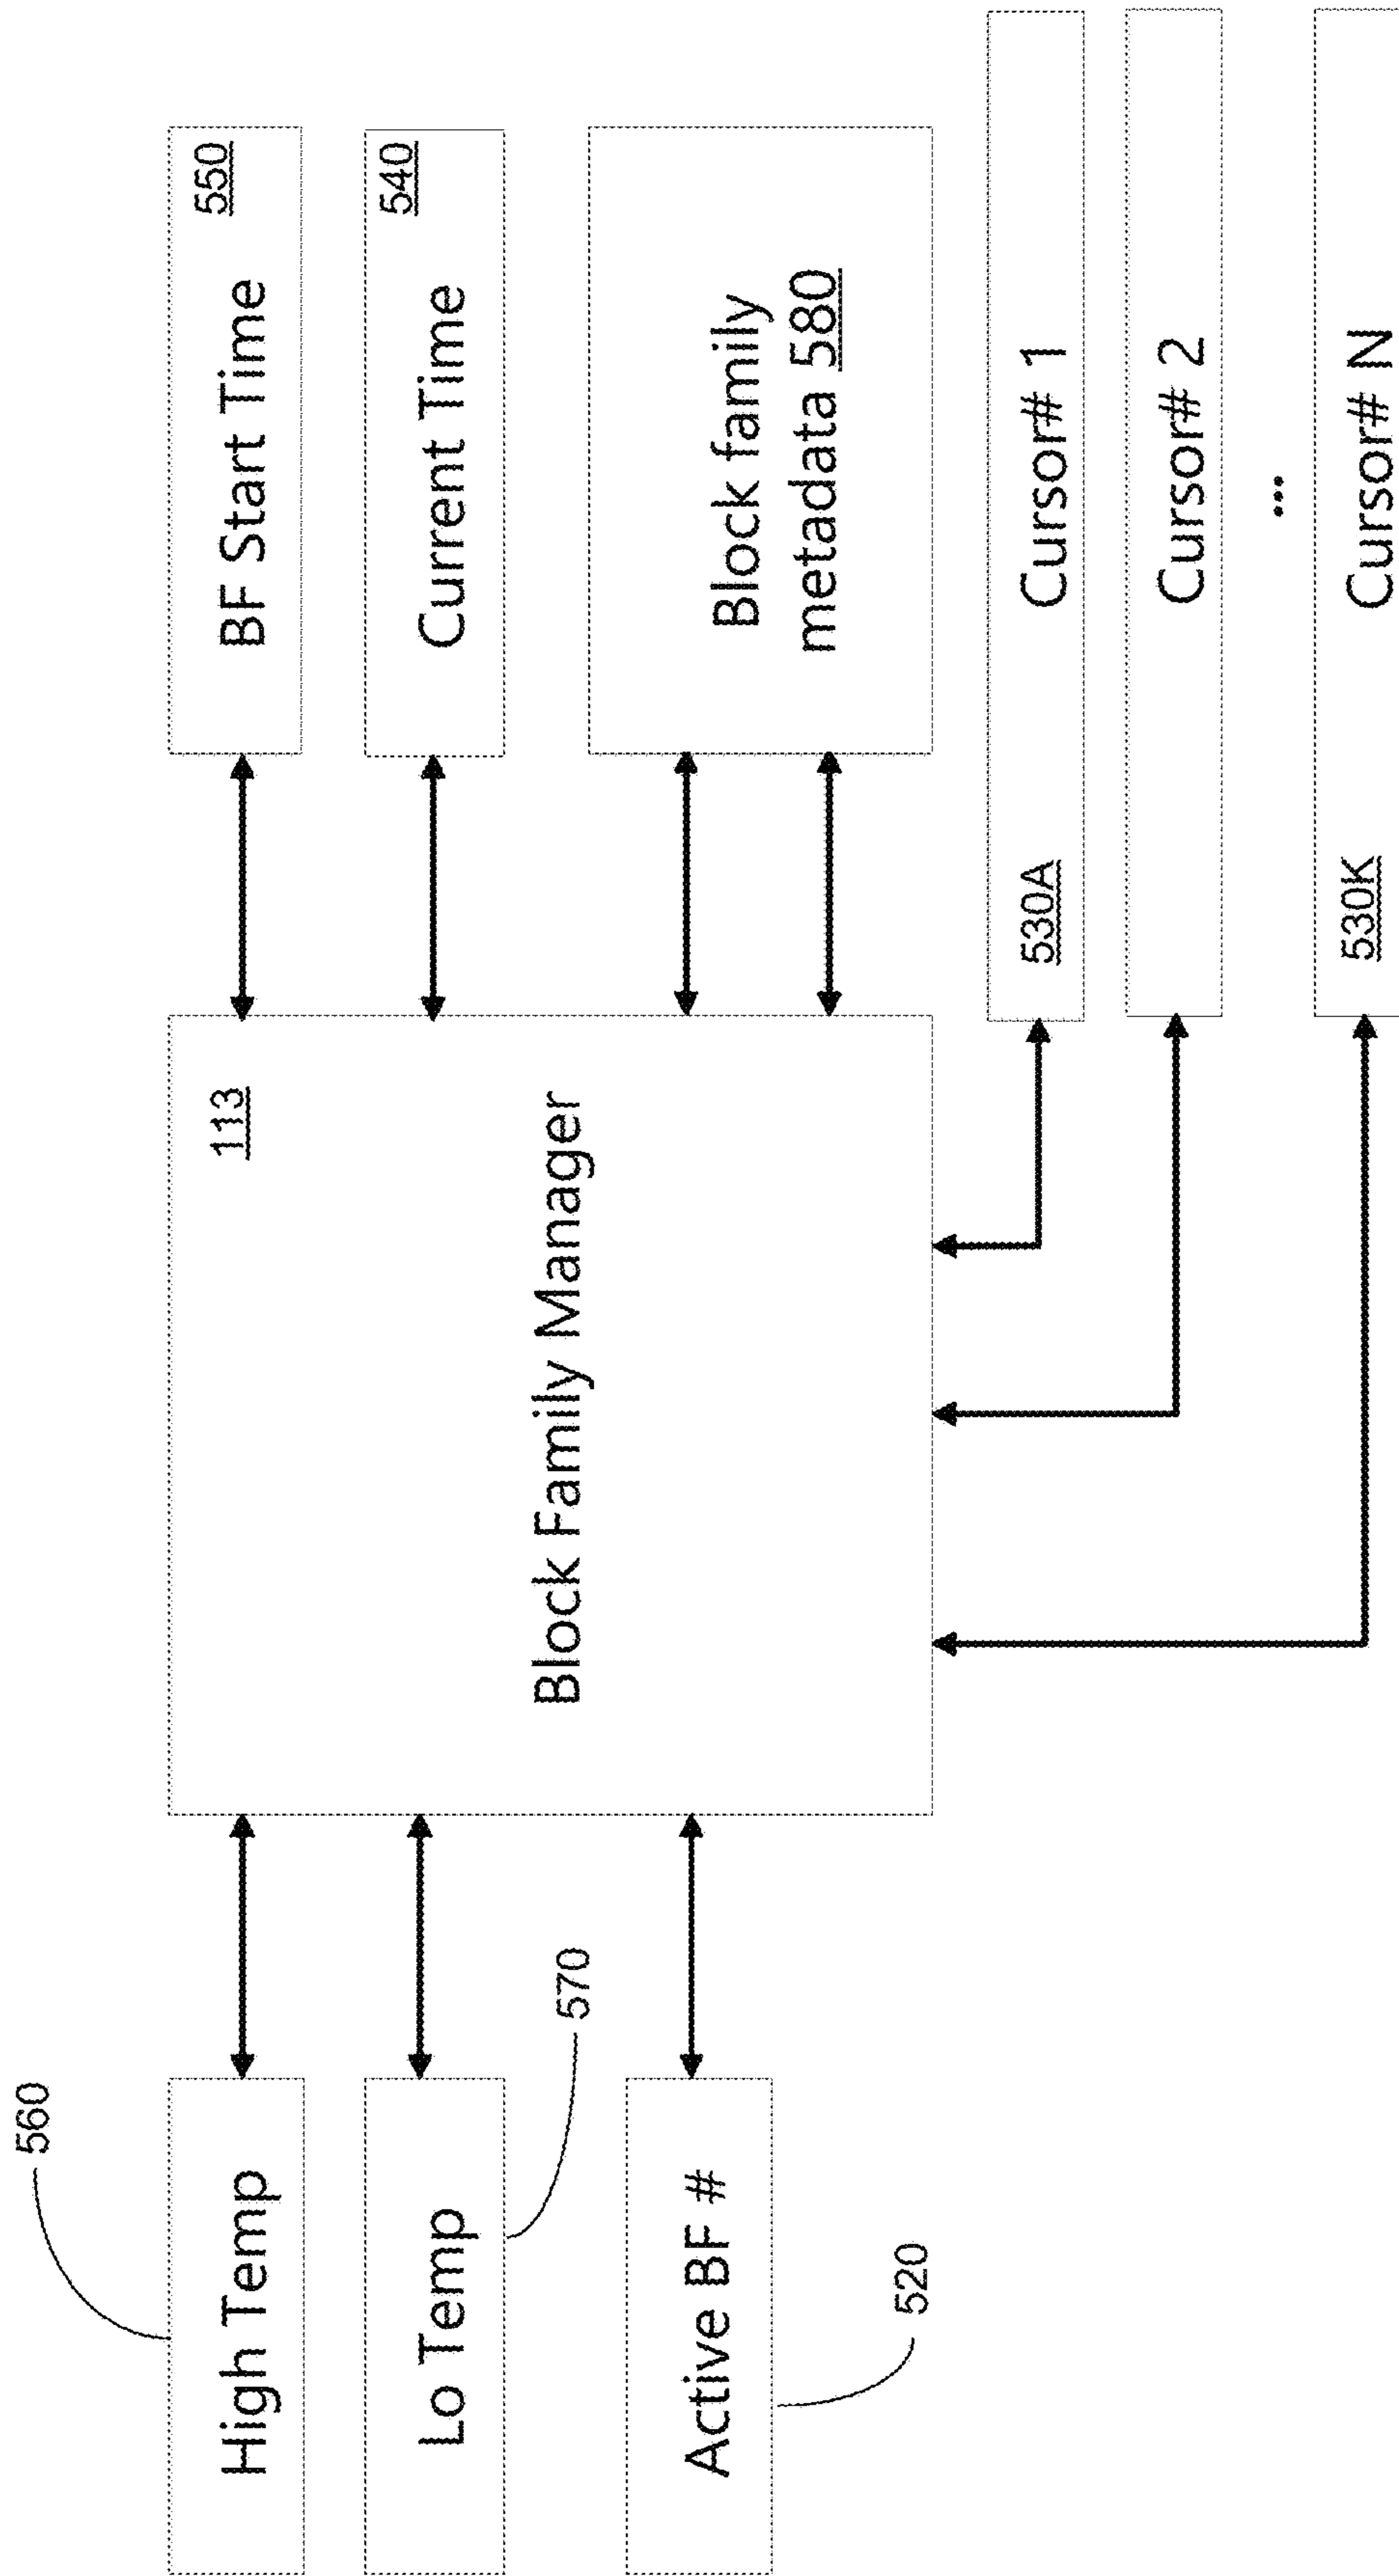 560
High Temp
570
Lo Temp
Active BF #
520
113
Block Family Manager
550
BF Start Time
540
Current Time
Block family
metadata 580
530A
Cursor# 1
Cursor# 2
...
530K
Cursor# N